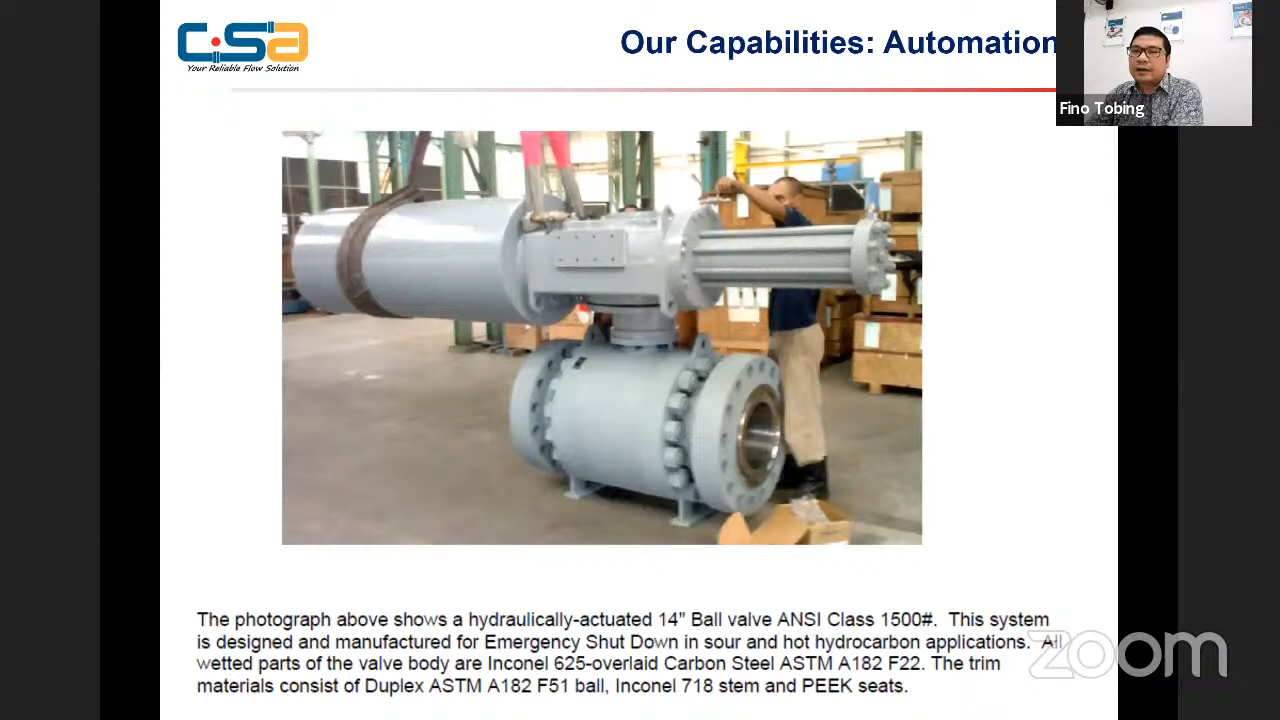 CSa
Your Reliable Flow Solution
Our Capabilities: Automation
Fino Tobing
The photograph above shows a hydraulically-actuated 14" Ball valve ANSI Class 1500#. This system
is designed and manufactured for Emergency Shut Down in sour and hot hydrocarbon applications. All
wetted parts of the valve body are Inconel 625-overlaid Carbon Steel ASTM A182 F22. The trim
materials consist of Duplex ASTM A182 F51 ball, Inconel 718 stem and PEEK seats.
zoom